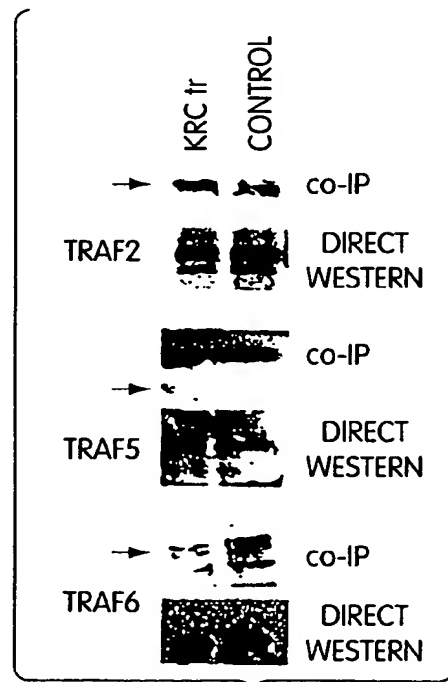 KRC tr
CONTROL
co-IP
TRAF2
DIRECT
WESTERN
co-IP
TRAF5
DIRECT
WESTERN
co-IP
TRAF6
DIRECT
WESTERN